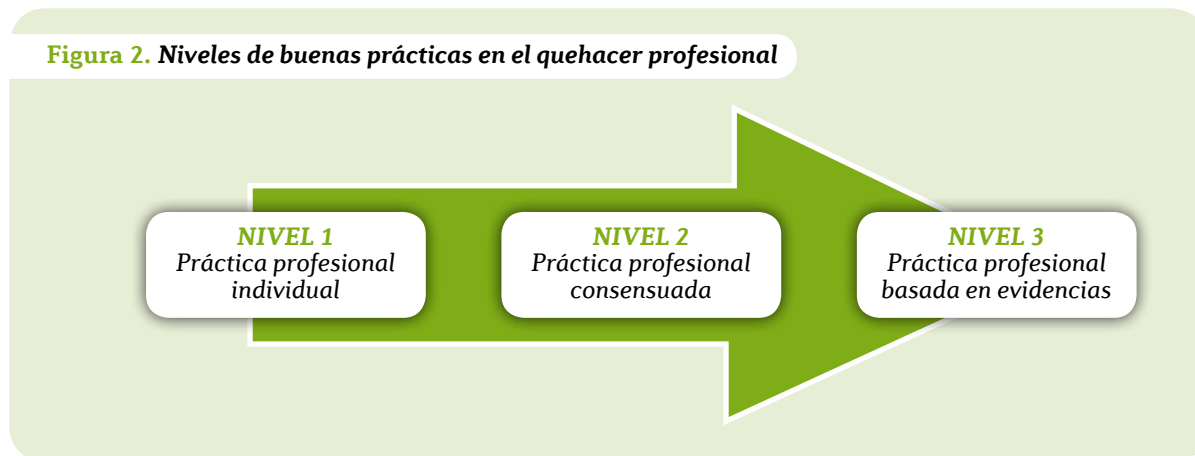 Figura 2. Niveles de buenas prácticas en el quehacer profesional
NIVEL 1
Práctica profesional
individual
NIVEL 2
Práctica profesional
consensuada
NIVEL 3
Práctica profesional
basada en evidencias